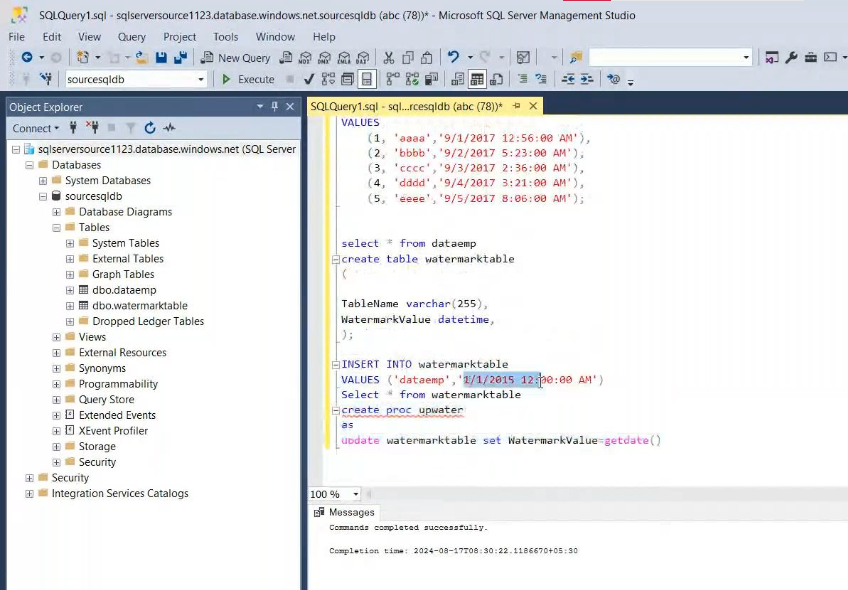 SQLQuery1.sql - sqlserversource1123.database.windows.net.sourcesqldb (abc (78))* - Microsoft SQL Server Management Studio
File Edit View Query Project Tools Window Help
New Query
sourcesqldb Execute
Object Explorer
Connect
sqlserversource1123.database.windows.net (SQL Server
Databases
System Databases
sourcesqldb
Database Diagrams
Tables
System Tables
External Tables
Graph Tables
dbo.dataemp
dbo.watermarktable
Dropped Ledger Tables
Views
External Resources
Synonyms
Programmability
Query Store
Extended Events
XEvent Profiler
Storage
Security
Security
Integration Services Catalogs
SQLQuery1.sql - sql...rcesqldb (abc (78))*
VALUES
(1, 'aaaa','9/1/2017 12:56:00 AM'),
(2, 'bbbb','9/2/2017 5:23:00 AM'),
(3, 'cccc','9/3/2017 2:36:00 AM'),
(4, 'dddd','9/4/2017 3:21:00 AM'),
(5, 'eeee','9/5/2017 8:06:00 AM');
select * from dataemp
create table watermarktable
(
TableName varchar(255),
WatermarkValue datetime,
);
INSERT INTO watermarktable
VALUES ('dataemp','1/1/2015 12:00:00 AM')
Select * from watermarktable
create proc upwater
as
update watermarktable set WatermarkValue=getdate()
100 %
Messages
Commands completed successfully.
Completion time: 2024-08-17T08:30:22.1186670+05:30